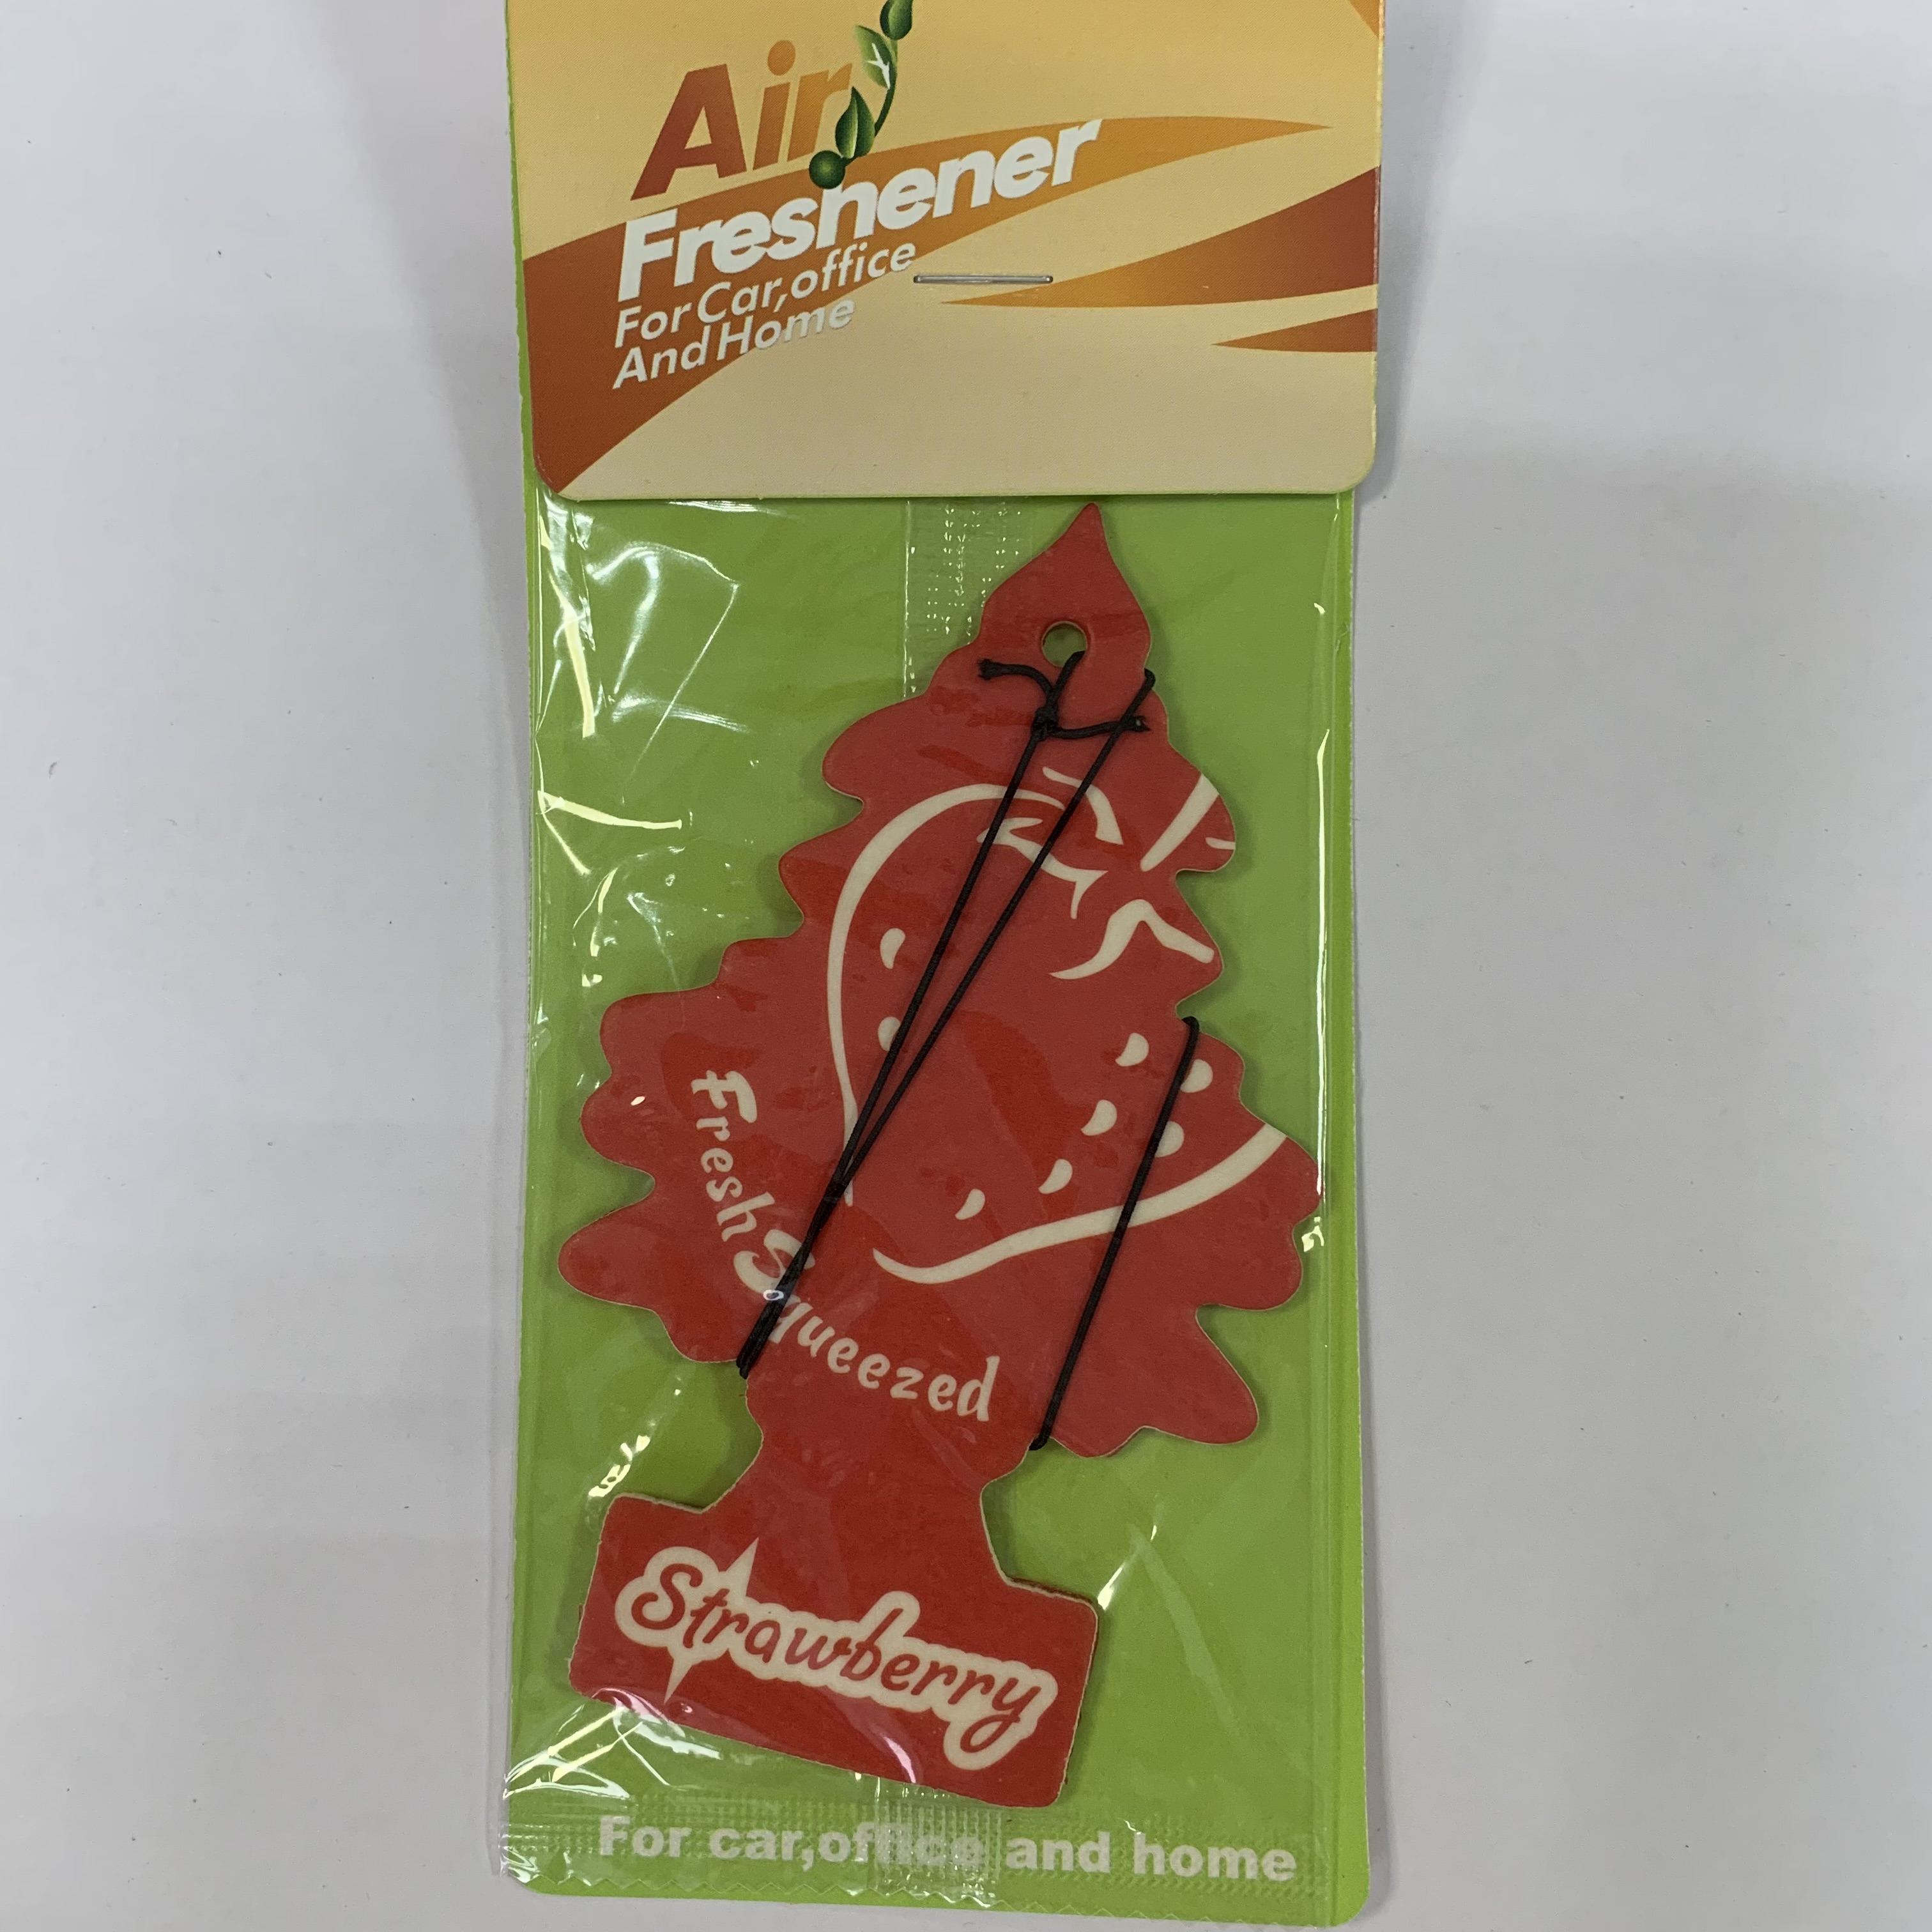 Air
Freshener
For Car,office
And Home
Fresh Squeezed
Strawberry
For car,office and home